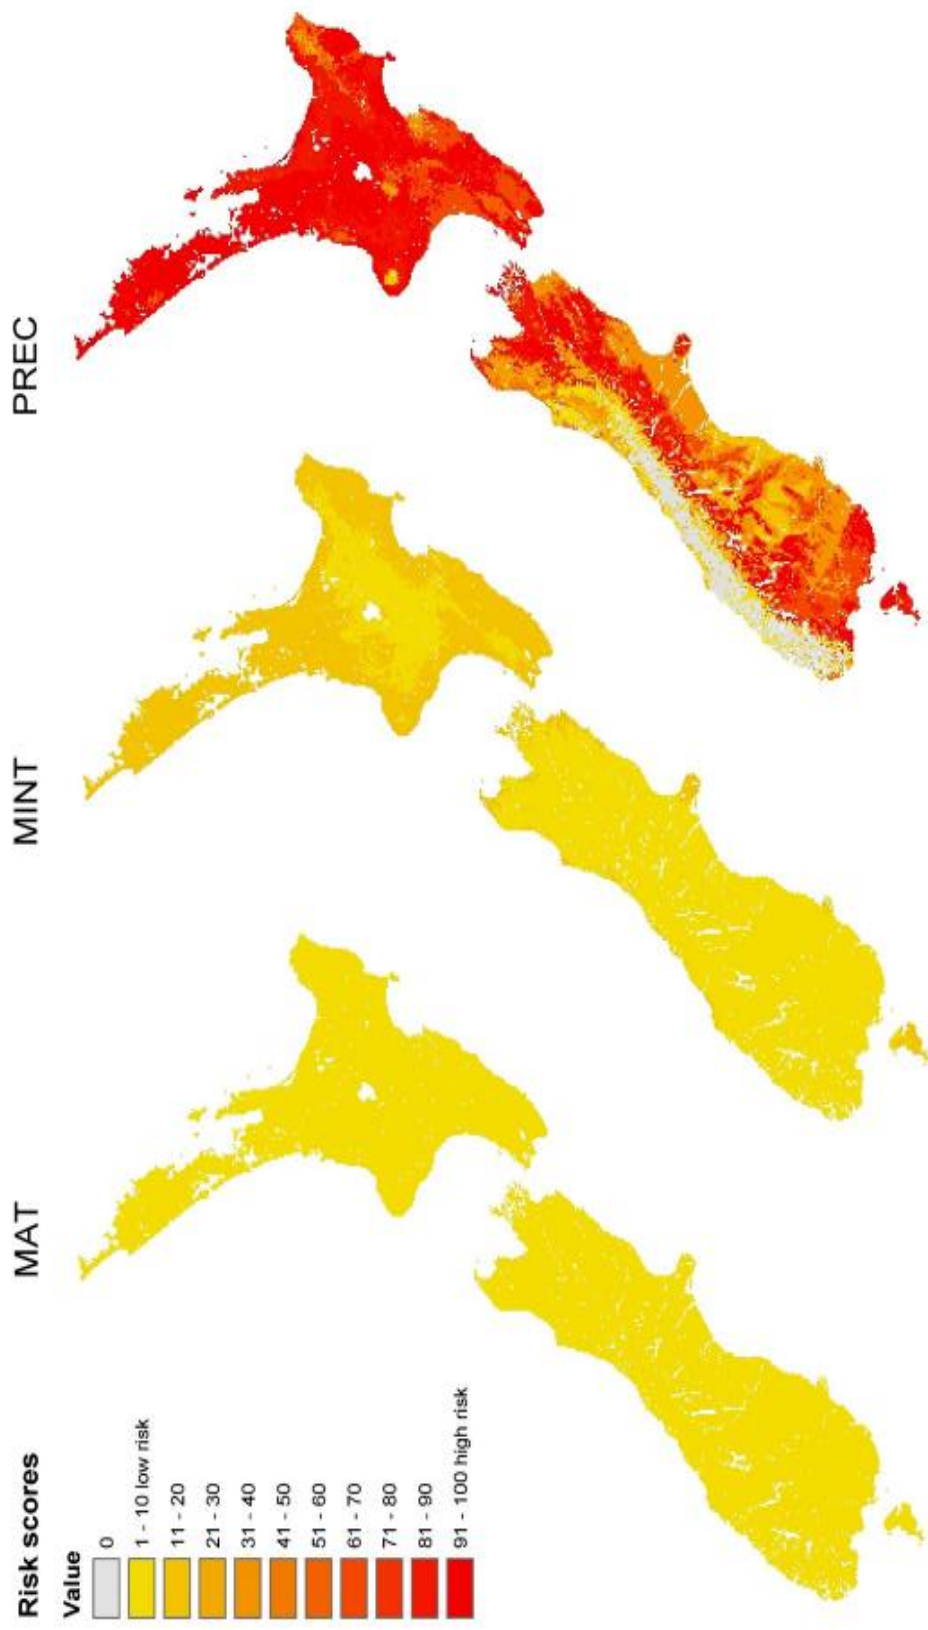 Risk scores
Value
0
1 - 10 low risk
11 - 20
21 - 30
31 - 40
41 - 50
51 - 60
61 - 70
71 - 80
81 - 90
91 - 100 high risk
MAT
MINT
PREC